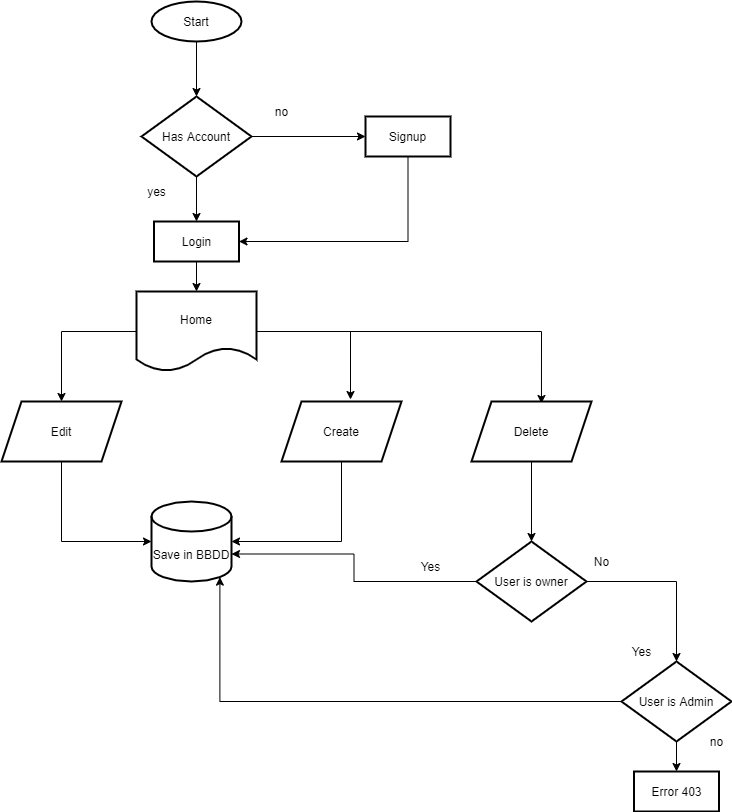 Start
Has Account
no
Signup
yes
Login
Home
Edit
Create
Delete
Save in BBDD
Yes
User is owner
No
Yes
User is Admin
no
Error 403